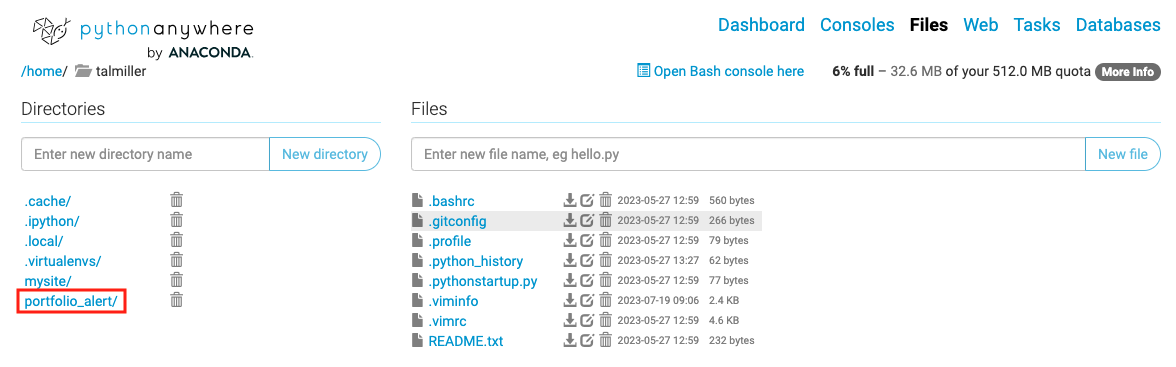 pythonanywhere
by ANACONDA.
Dashboard Consoles Files Web Tasks Databases
/home/ talmiller
Open Bash console here 6% full – 32.6 MB of your 512.0 MB quota More Info
Directories
Enter new directory name New directory
.cache/
.ipython/
.local/
.virtualenvs/
mysite/
portfolio_alert/
Files
Enter new file name, eg hello.py New file
.bashrc 2023-05-27 12:59 560 bytes
.gitconfig 2023-05-27 12:59 266 bytes
.profile 2023-05-27 12:59 79 bytes
.python_history 2023-05-27 13:27 62 bytes
.pythonstartup.py 2023-05-27 12:59 77 bytes
.viminfo 2023-07-19 09:06 2.4 KB
.vimrc 2023-05-27 12:59 4.6 KB
README.txt 2023-05-27 12:59 232 bytes